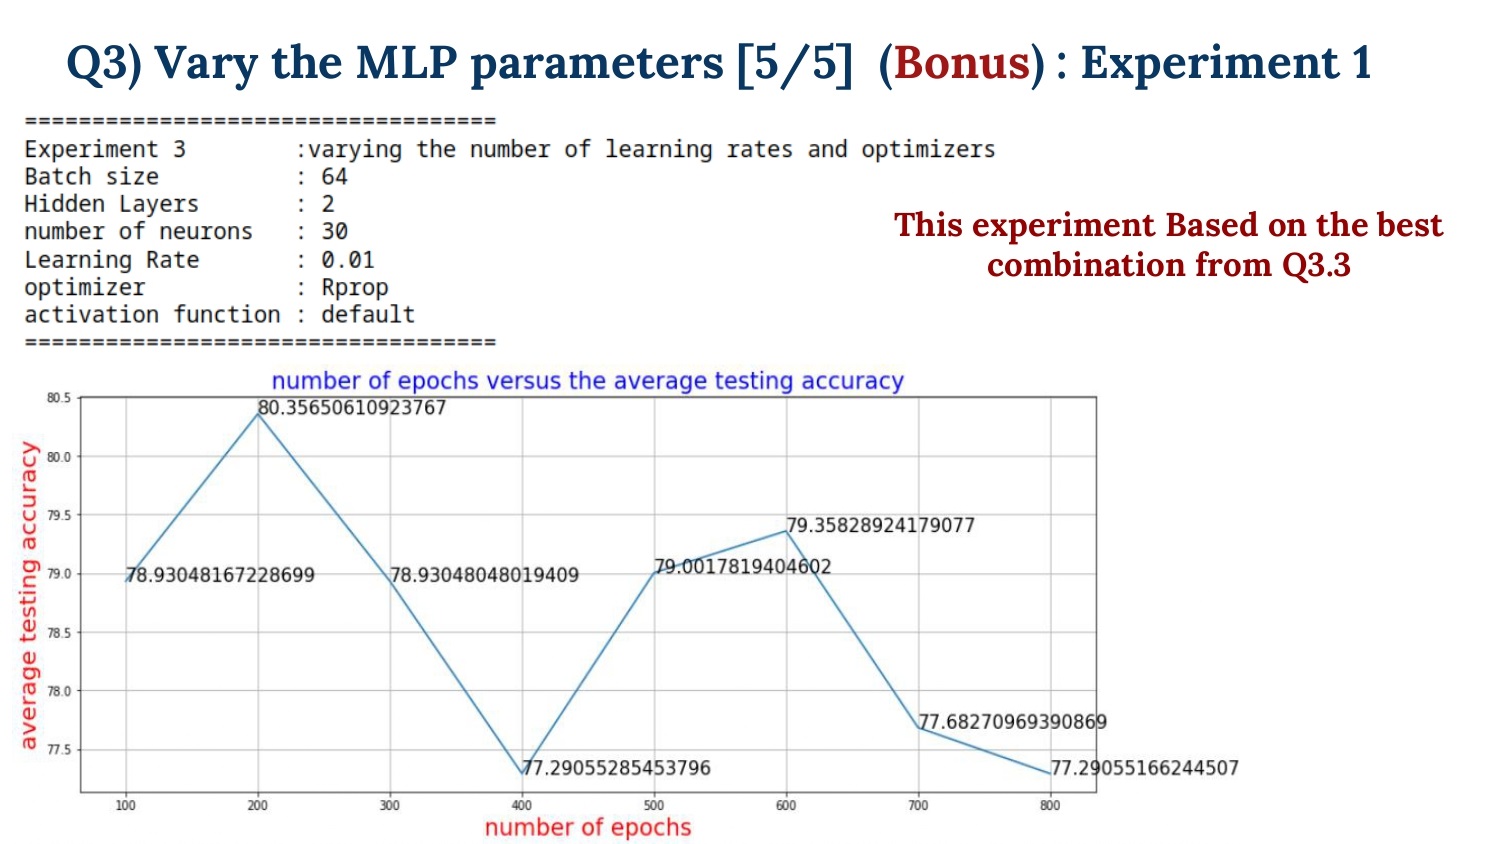 Q3) Vary the MLP parameters [5/5] (Bonus) : Experiment 1
===================================
Experiment 3 :varying the number of learning rates and optimizers
Batch size : 64
Hidden Layers : 2
number of neurons : 30
Learning Rate : 0.01
optimizer : Rprop
activation function : default
===================================
This experiment Based on the best
combination from Q3.3
number of epochs versus the average testing accuracy
average testing accuracy
80.5
80.0
79.5
79.0
78.5
78.0
77.5
78.93048167228699
80.35650610923767
78.93048048019409
77.29055285453796
79.0017819404602
79.35828924179077
77.68270969390869
77.29055166244507
100 200 300 400 500 600 700 800
number of epochs